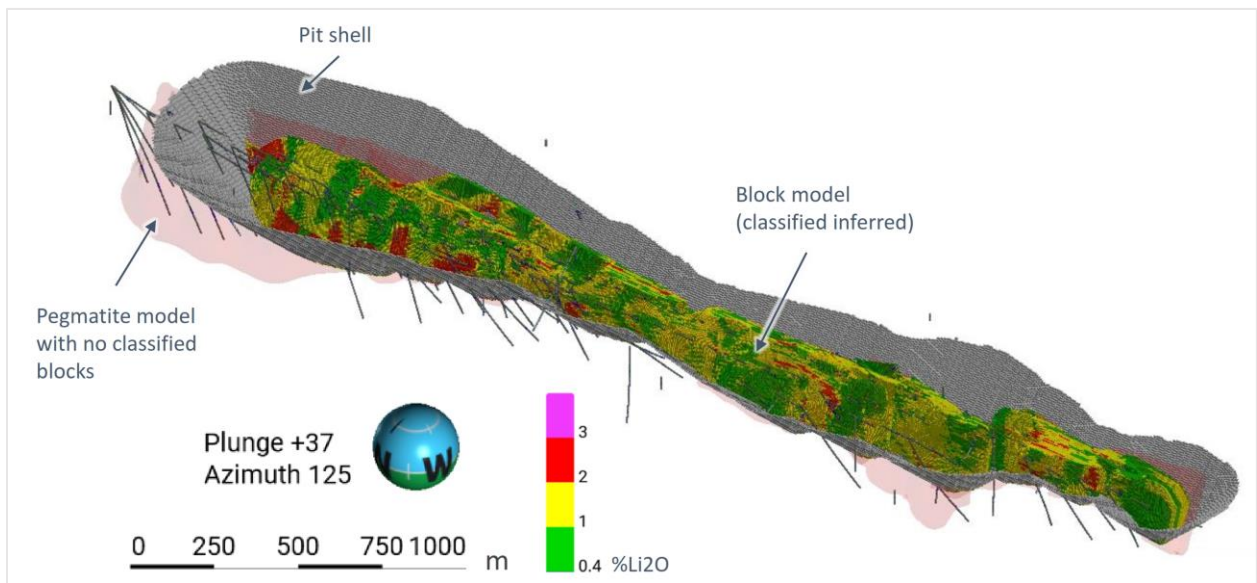 Pit shell
Block model
(classified inferred)
Pegmatite model
with no classified
blocks
Plunge +37
Azimuth 125
W
0 250 500 750 1000 m
3
2
1
0.4 %Li2O